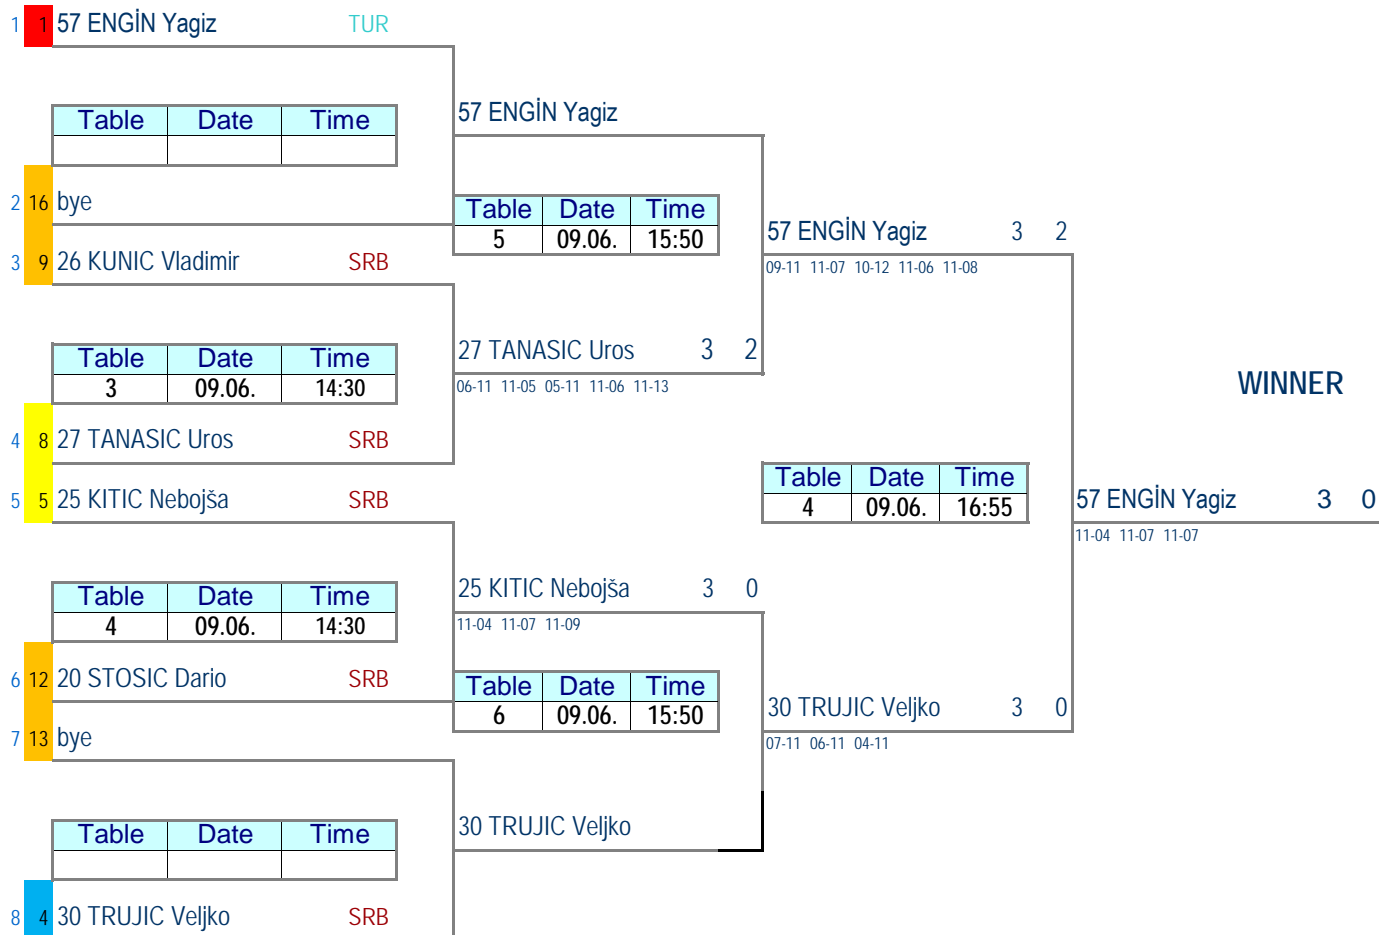 1 1 57 ENGİN Yagiz TUR
57 ENGİN Yagiz
Table Date Time
2 16 bye
Table Date Time
5 09.06. 15:50
57 ENGİN Yagiz 3 2
09-11 11-07 10-12 11-06 11-08
3 9 26 KUNIC Vladimir SRB
27 TANASIC Uros 3 2
06-11 11-05 05-11 11-06 11-13
Table Date Time
3 09.06. 14:30
WINNER
4 8 27 TANASIC Uros SRB
Table Date Time
4 09.06. 16:55
5 5 25 KITIC Nebojša SRB
57 ENGİN Yagiz 3 0
11-04 11-07 11-07
25 KITIC Nebojša 3 0
11-04 11-07 11-09
Table Date Time
4 09.06. 14:30
6 12 20 STOSIC Dario SRB
Table Date Time
6 09.06. 15:50
30 TRUJIC Veljko 3 0
07-11 06-11 04-11
7 13 bye
30 TRUJIC Veljko
Table Date Time
8 4 30 TRUJIC Veljko SRB